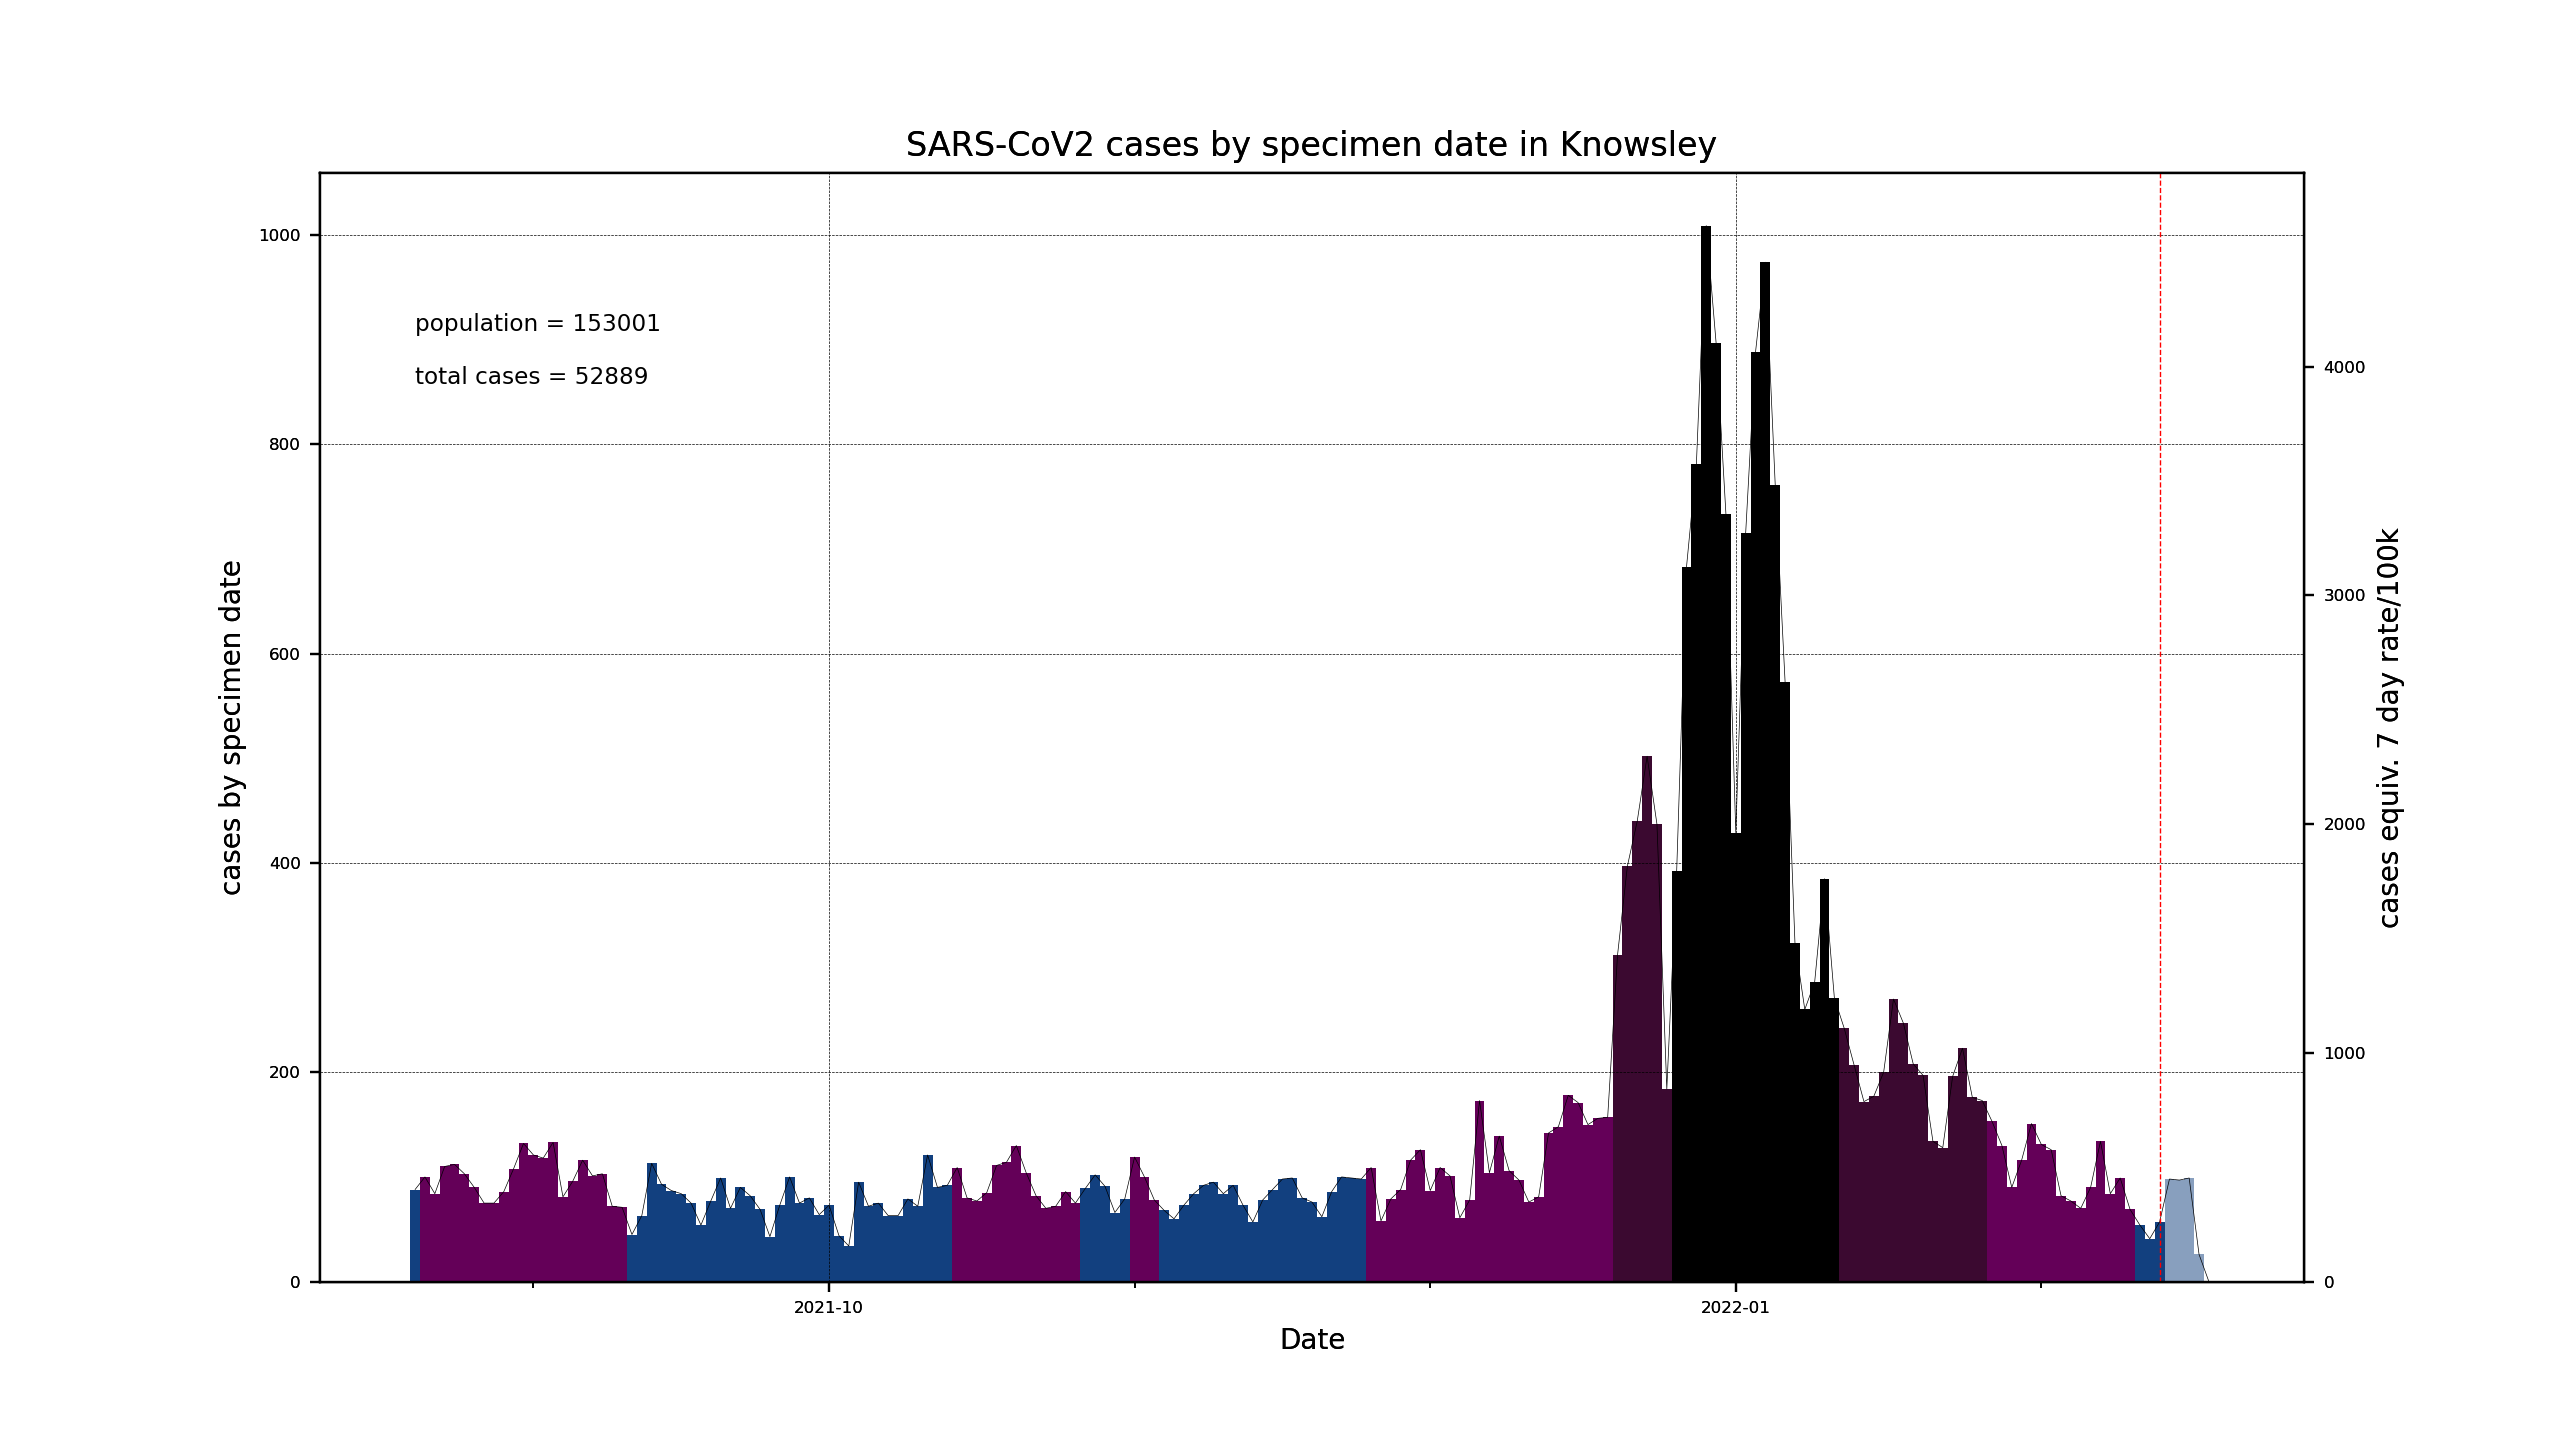 SARS-CoV2 cases by specimen date in Knowsley
population = 153001
total cases = 52889
cases by specimen date
1000
800
600
400
200
0
4000
3000
2000
1000
0
cases equiv. 7 day rate/100k
2021-10
2022-01
Date